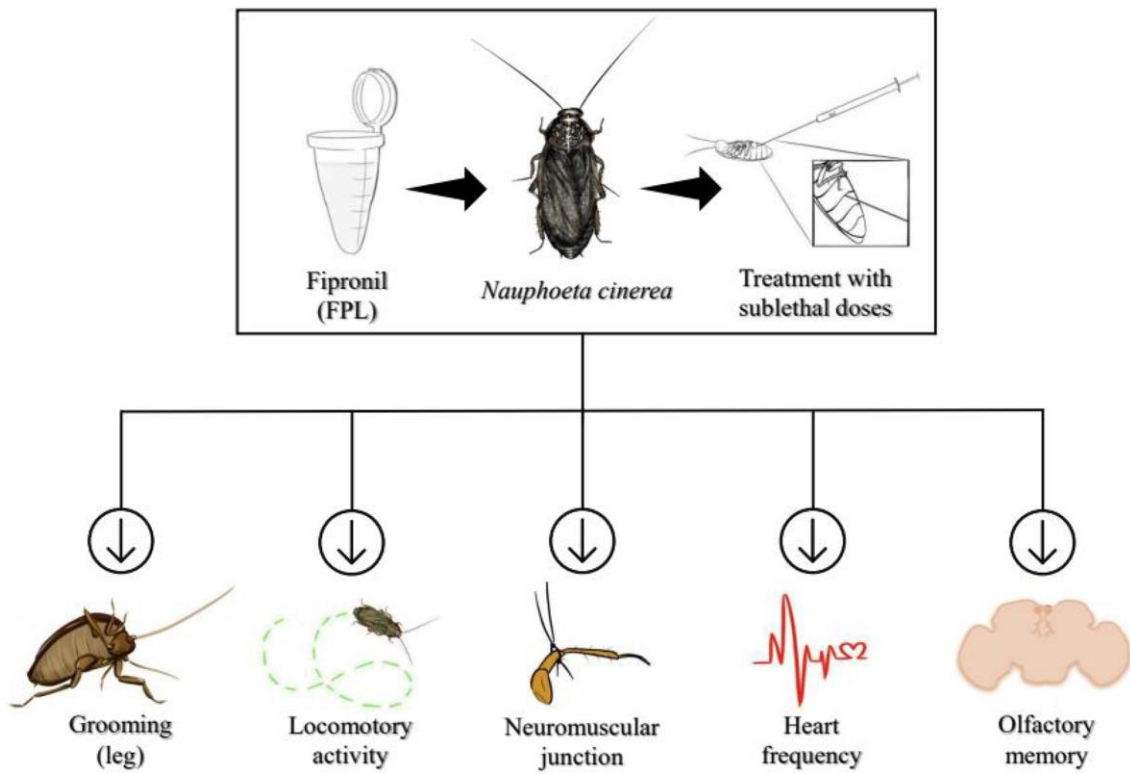 Fipronil
(FPL)
Nauphoeta cinerea
Treatment with
sublethal doses
Grooming
(leg)
Locomotory
activity
Neuromuscular
junction
Heart
frequency
Olfactory
memory